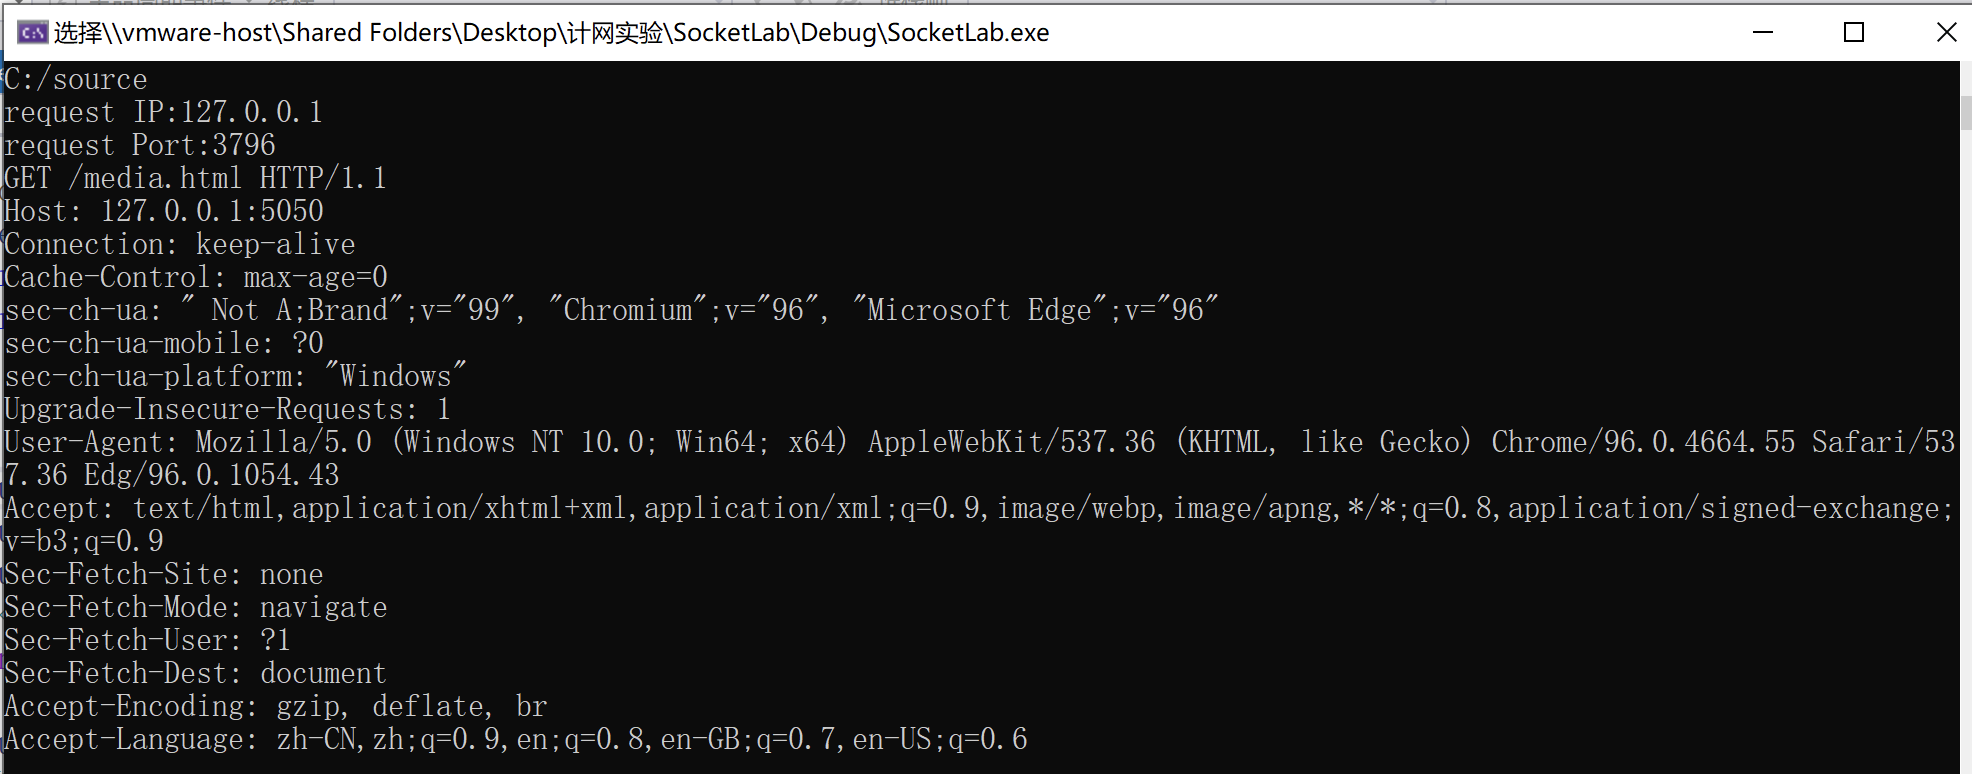 选择\\vmware-host\Shared Folders\Desktop\计网实验\SocketLab\Debug\SocketLab.exe
C:/source
request IP:127.0.0.1
request Port:3796
GET /media.html HTTP/1.1
Host: 127.0.0.1:5050
Connection: keep-alive
Cache-Control: max-age=0
sec-ch-ua: " Not A;Brand";v="99", "Chromium";v="96", "Microsoft Edge";v="96"
sec-ch-ua-mobile: ?0
sec-ch-ua-platform: "Windows"
Upgrade-Insecure-Requests: 1
User-Agent: Mozilla/5.0 (Windows NT 10.0; Win64; x64) AppleWebKit/537.36 (KHTML, like Gecko) Chrome/96.0.4664.55 Safari/53
7.36 Edg/96.0.1054.43
Accept: text/html,application/xhtml+xml,application/xml;q=0.9,image/webp,image/apng,*/*;q=0.8,application/signed-exchange;
v=b3;q=0.9
Sec-Fetch-Site: none
Sec-Fetch-Mode: navigate
Sec-Fetch-User: ?1
Sec-Fetch-Dest: document
Accept-Encoding: gzip, deflate, br
Accept-Language: zh-CN,zh;q=0.9,en;q=0.8,en-GB;q=0.7,en-US;q=0.6